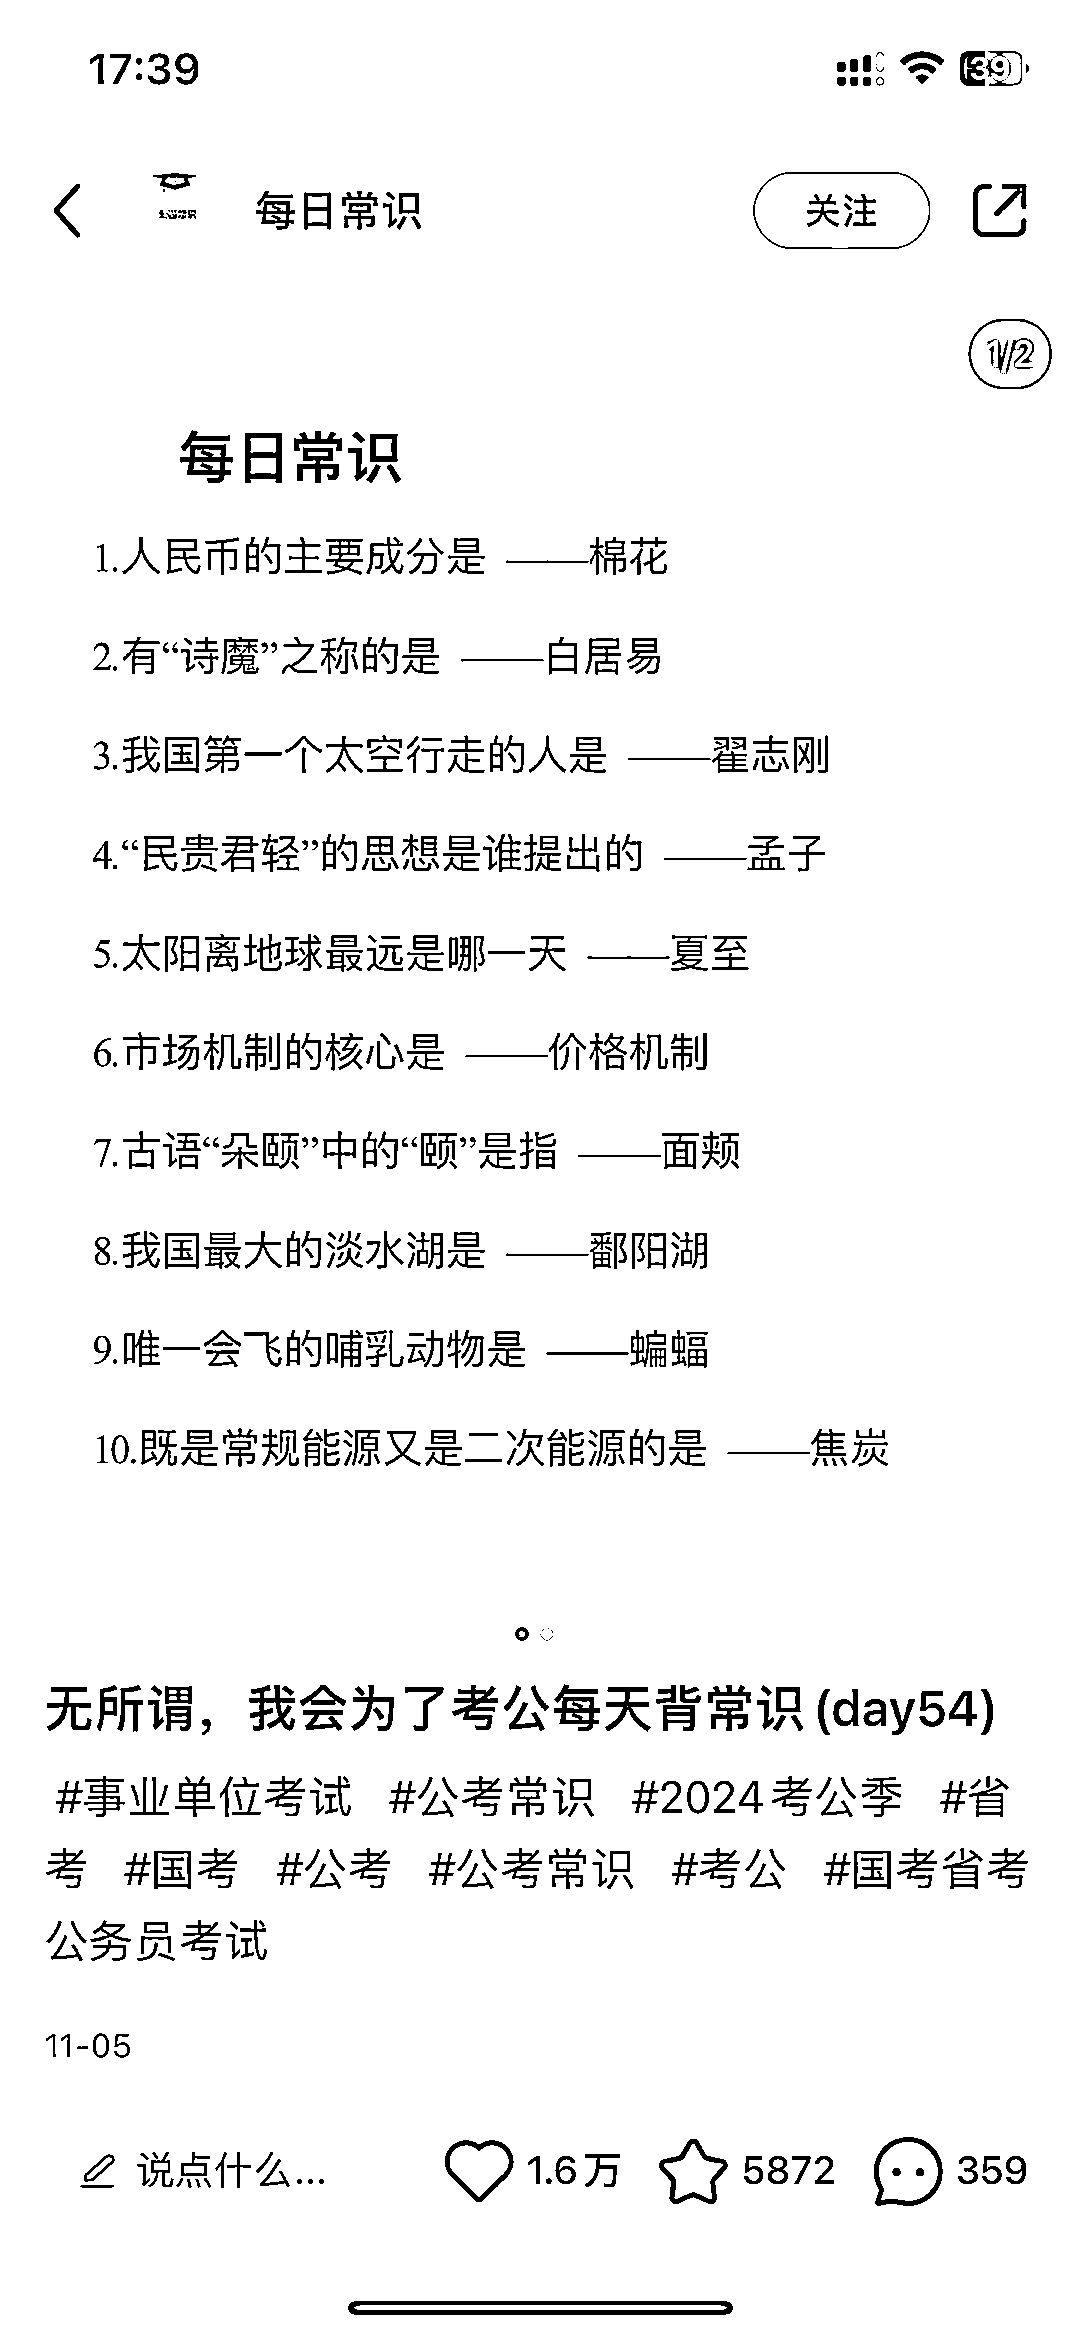 17:39
39
每日常识
关注
1/2
每日常识
1.人民币的主要成分是 ——棉花
2.有“诗魔”之称的是 ——白居易
3.我国第一个太空行走的人是 ——翟志刚
4.“民贵君轻”的思想是谁提出的 ——孟子
5.太阳离地球最远是哪一天 ——夏至
6.市场机制的核心是 ——价格机制
7.古语“朵颐”中的“颐”是指 ——面颊
8.我国最大的淡水湖是 ——鄱阳湖
9.唯一会飞的哺乳动物是 ——蝙蝠
10.既是常规能源又是二次能源的是 ——焦炭
无所谓，我会为了考公每天背常识(day54)
#事业单位考试 #公考常识 #2024考公季 #省
考 #国考 #公考 #公考常识 #考公 #国考省考
公务员考试
11-05
说点什么... 1.6万 5872 359